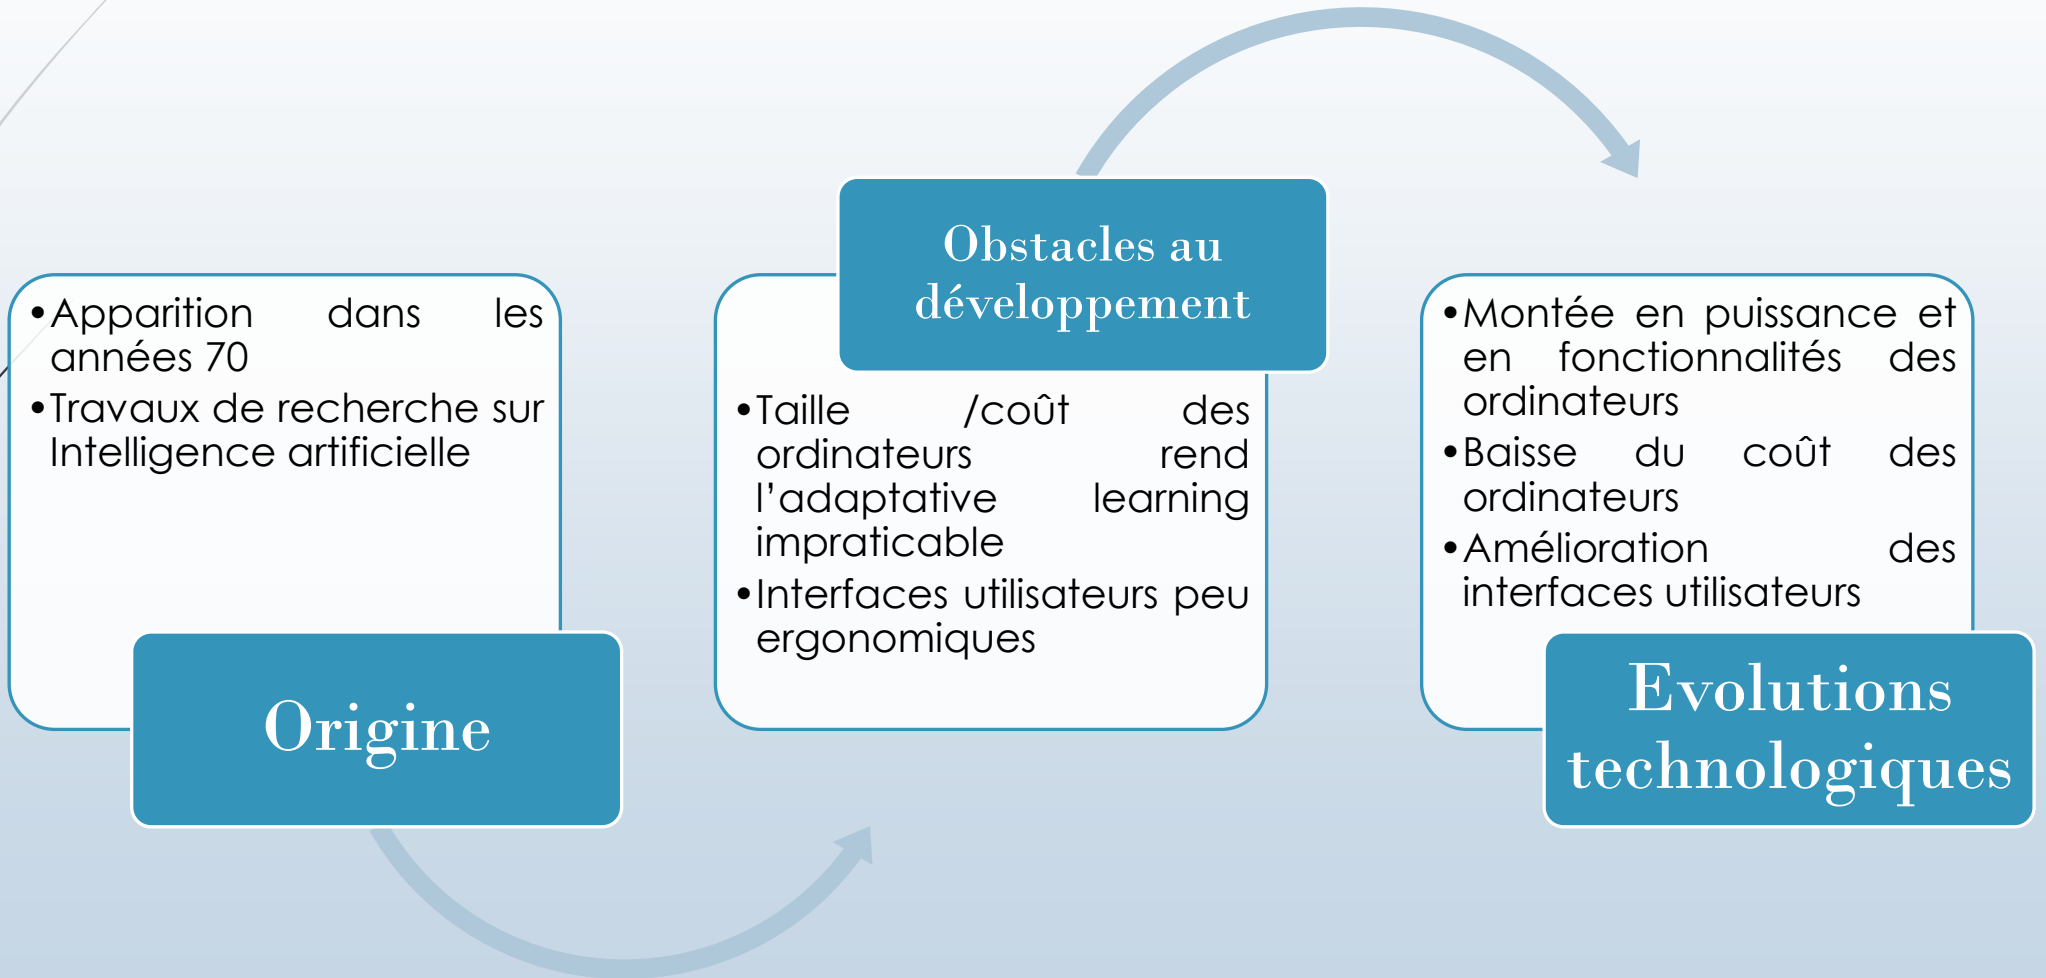 •Apparition dans les
années 70
•Travaux de recherche sur
Intelligence artificielle
Origine
Obstacles au
développement
•Taille /coût des
ordinateurs rend
l’adaptative learning
impraticable
•Interfaces utilisateurs peu
ergonomiques
•Montée en puissance et
en fonctionnalités des
ordinateurs
•Baisse du coût des
ordinateurs
•Amélioration des
interfaces utilisateurs
Evolutions
technologiques